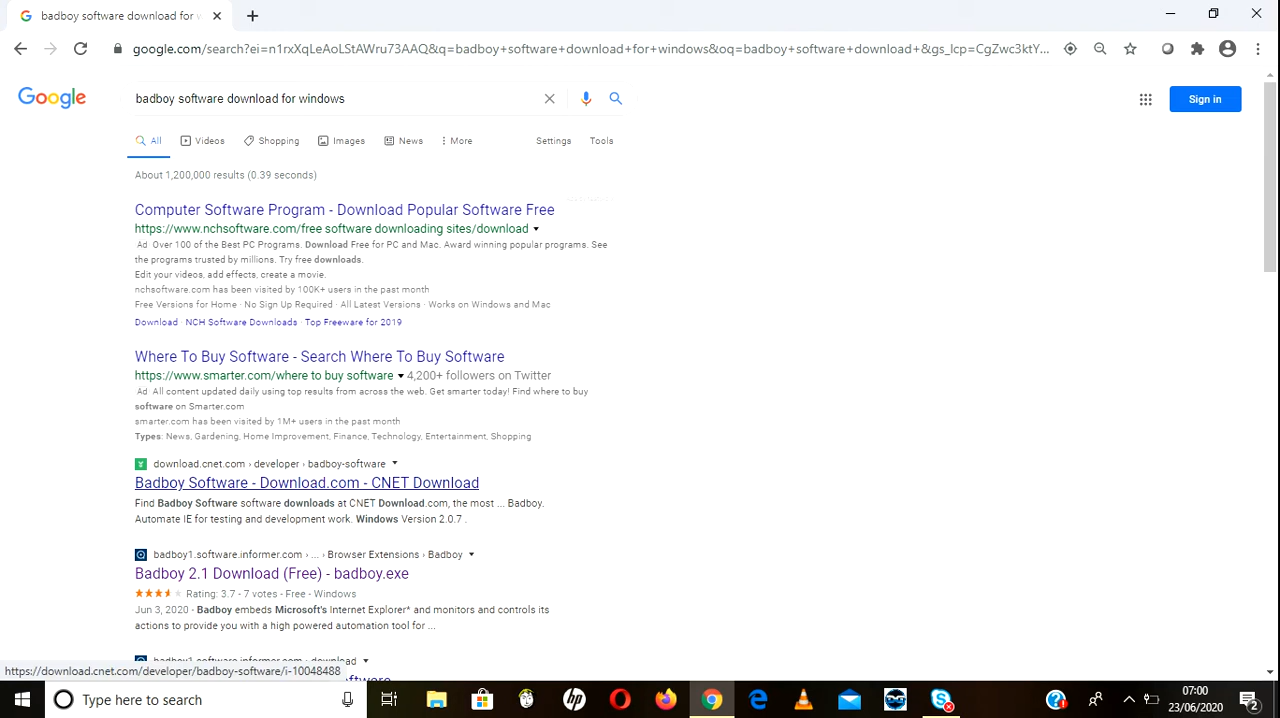 badboy software download for w
google.com/search?ei=n1rxXqLeAoLStAWru73AAQ&q=badboy+software+download+for+windows&oq=badboy+software+download+&gs_lcp=CgZwc3ktY...
Google
badboy software download for windows
Sign in
All Videos Shopping Images News More Settings Tools
About 1,200,000 results (0.39 seconds)
Computer Software Program - Download Popular Software Free
https://www.nchsoftware.com/free software downloading sites/download
Ad Over 100 of the Best PC Programs. Download Free for PC and Mac. Award winning popular programs. See
the programs trusted by millions. Try free downloads.
Edit your videos, add effects, create a movie.
nchsoftware.com has been visited by 100K+ users in the past month
Free Versions for Home · No Sign Up Required · All Latest Versions · Works on Windows and Mac
Download · NCH Software Downloads · Top Freeware for 2019
Where To Buy Software - Search Where To Buy Software
https://www.smarter.com/where to buy software 4,200+ followers on Twitter
Ad All content updated daily using top results from across the web. Get smarter today! Find where to buy
software on Smarter.com
smarter.com has been visited by 1M+ users in the past month
Types: News, Gardening, Home Improvement, Finance, Technology, Entertainment, Shopping
download.cnet.com › developer › badboy-software
Badboy Software - Download.com - CNET Download
Find Badboy Software software downloads at CNET Download.com, the most ... Badboy.
Automate IE for testing and development work. Windows Version 2.0.7 .
badboy1.software.informer.com › ... › Browser Extensions › Badboy
Badboy 2.1 Download (Free) - badboy.exe
Rating: 3.7 - 7 votes - Free - Windows
Jun 3, 2020 - Badboy embeds Microsoft's Internet Explorer* and monitors and controls its
actions to provide you with a high powered automation tool for ...
badboy1.software.informer.com › download
https://download.cnet.com/developer/badboy-software/i-10048488
Type here to search
hp
07:00
23/06/2020
2